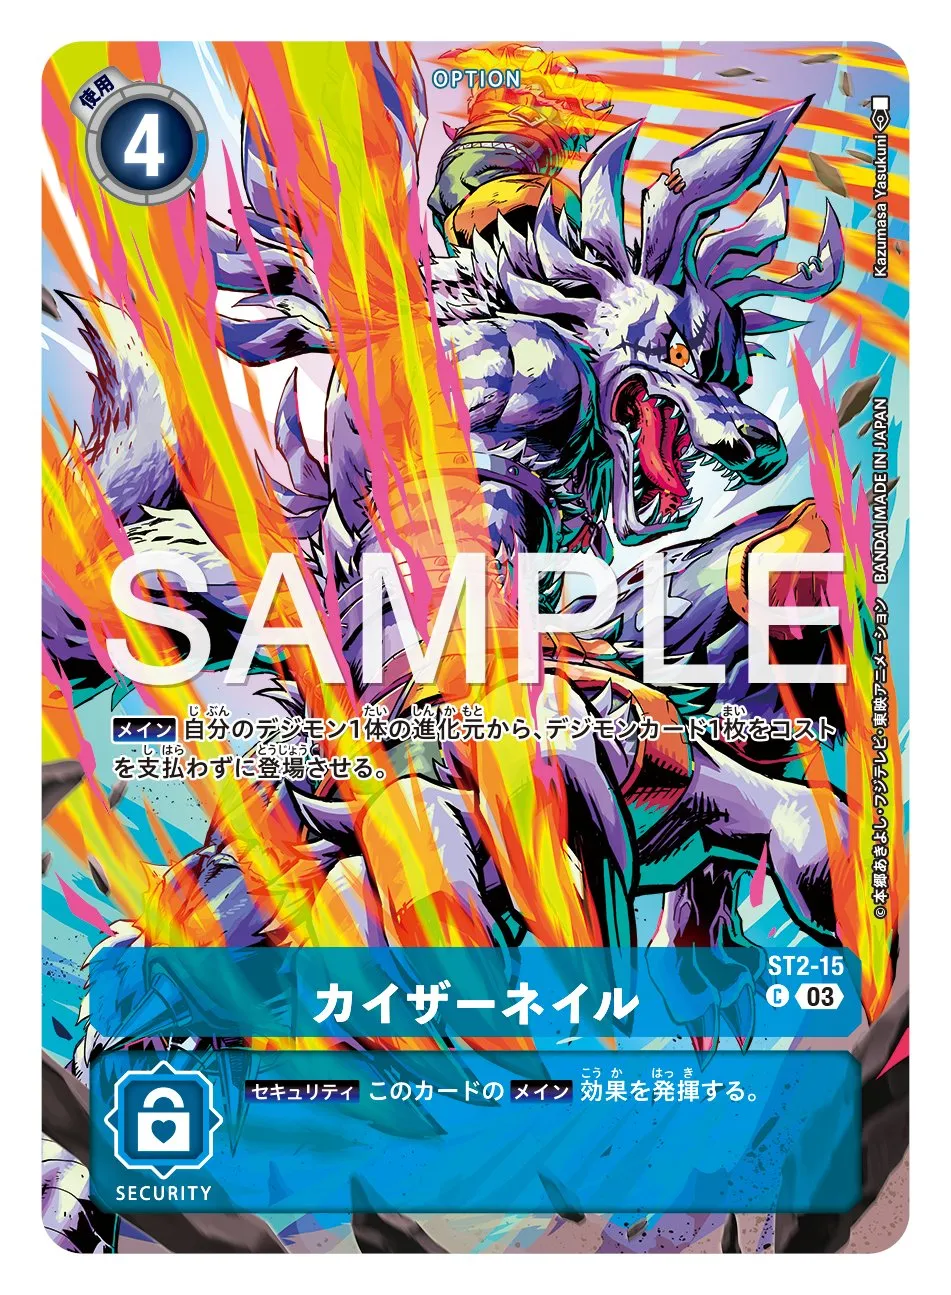 OPTION
使用
4
Kazumasa Yasukuni
©本郷あきよし・フジテレビ・東映アニメーション BANDAI MADE IN JAPAN
SAMPLE
メイン 自分のデジモン1体の進化元から、デジモンカード1枚をコスト
を支払わずに登場させる。
ST2-15
C 03
カイザーネイル
セキュリティ このカードの メイン 効果を発揮する。
SECURITY